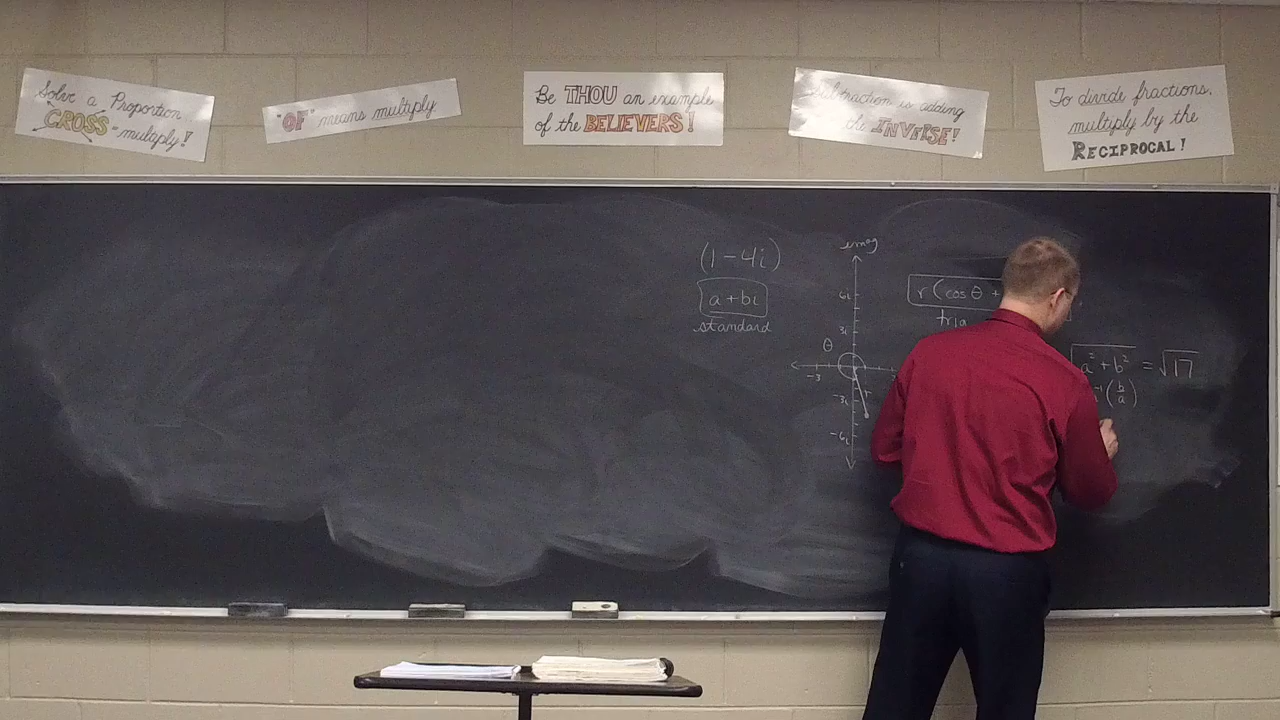 Solve a Proportion,
"CROSS"-multiply!
"OF" means multiply
Be THOU an example
of the BELIEVERS!
Subtraction is adding
the INVERSE!
To divide fractions,
multiply by the
RECIPROCAL!
(1-4i)
a+bi
standard
imag
6i
3i
θ
-3
-3i
r
-6i
r(cos θ +
trig
√a²+b² = √17
⁻¹(b/a)